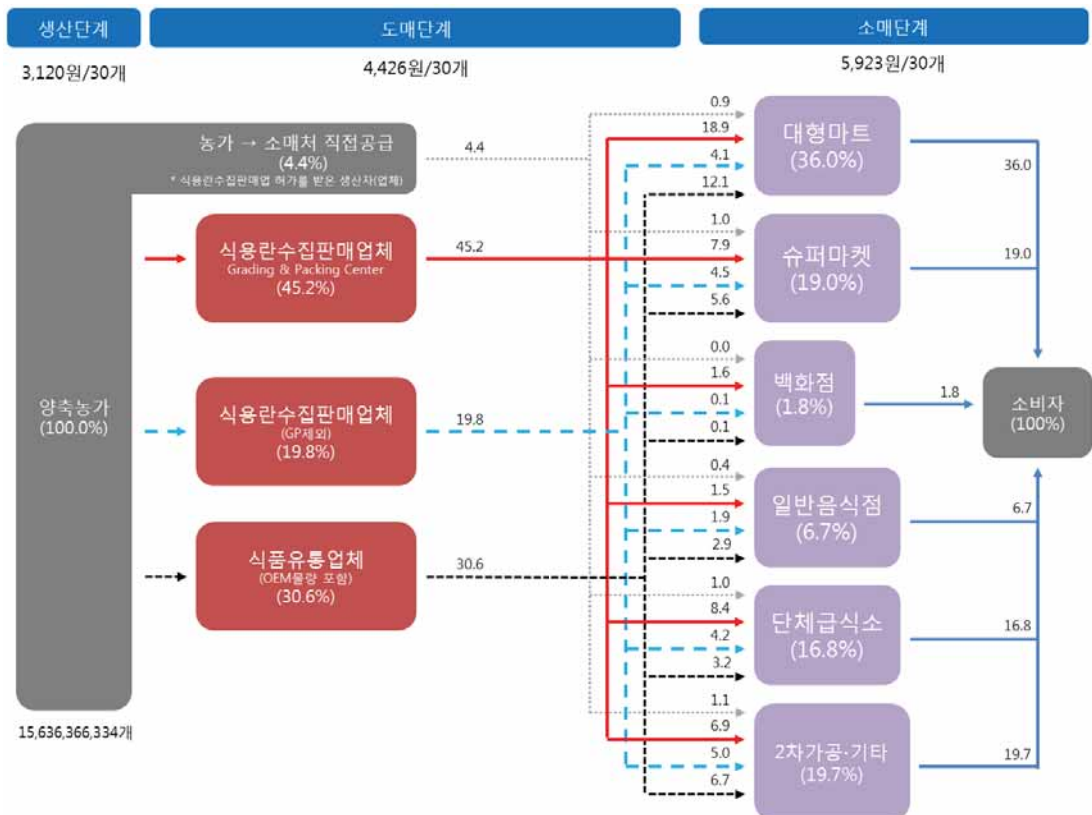 생산단계
도매단계
소매단계
3,120원/30개
4,426원/30개
5,923원/30개
농가 → 소매처 직접공급
(4.4%)
* 식용란수집판매업 허가를 받은 생산자(업체)
4.4
식용란수집판매업체
Grading & Packing Center
(45.2%)
45.2
양축농가
(100.0%)
식용란수집판매업체
(GP제외)
(19.8%)
19.8
식품유통업체
(OEM물량 포함)
(30.6%)
30.6
15,636,366,334개
0.9
18.9
4.1
12.1
대형마트
(36.0%)
36.0
1.0
7.9
4.5
5.6
슈퍼마켓
(19.0%)
19.0
0.0
1.6
0.1
0.1
백화점
(1.8%)
1.8
소비자
(100%)
0.4
1.5
1.9
2.9
일반음식점
(6.7%)
6.7
1.0
8.4
4.2
3.2
단체급식소
(16.8%)
16.8
1.1
6.9
5.0
6.7
2차가공·기타
(19.7%)
19.7